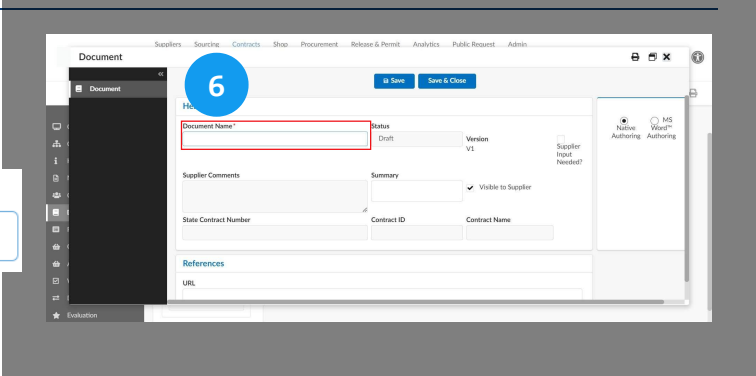 Suppliers Sourcing Contracts Shop Procurement Release & Permit Analytics Public Request Admin
Document
«
Document
6
Save Save & Close
Document Name*
Status
Draft
Version
V1
Supplier
Input
Needed?
Native
Authoring
MS
Word™
Authoring
Supplier Comments
Summary
Visible to Supplier
State Contract Number
Contract ID
Contract Name
References
URL
Evaluation